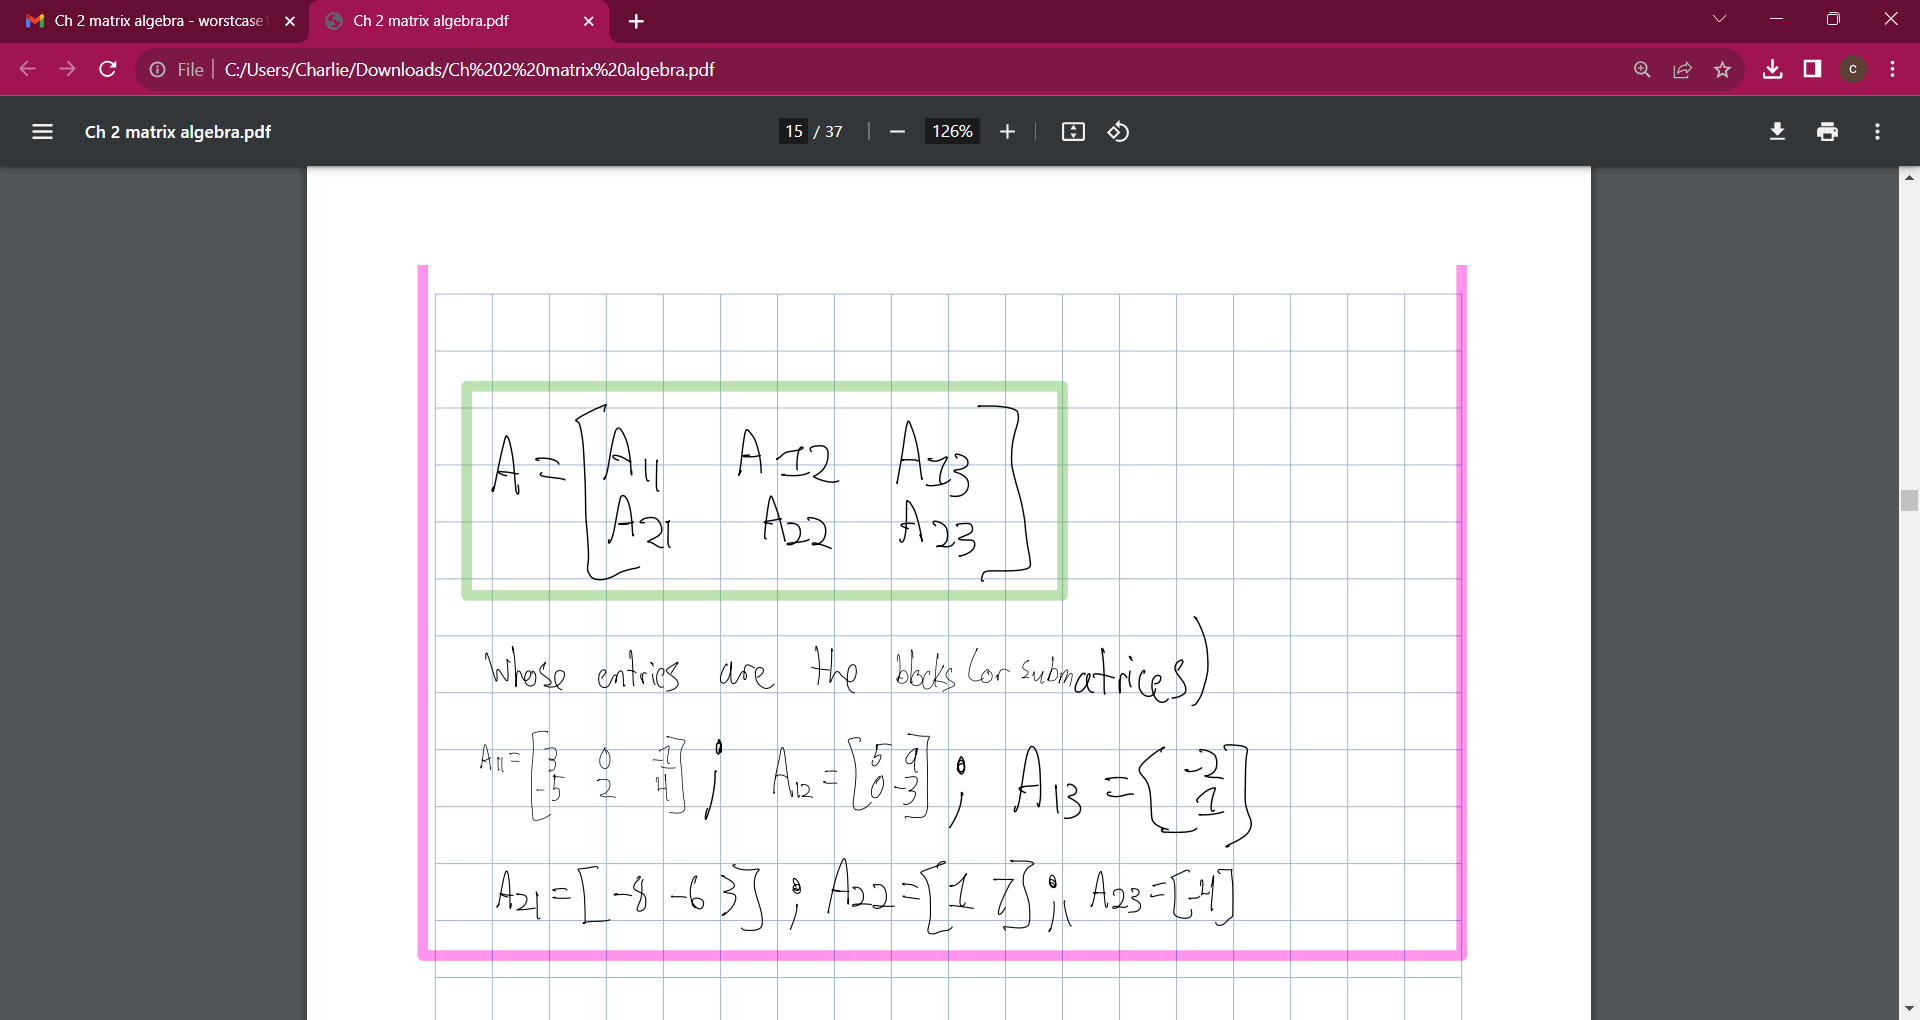 Ch 2 matrix algebra - worstcase1
Ch 2 matrix algebra.pdf
File | C:/Users/Charlie/Downloads/Ch%202%20matrix%20algebra.pdf
C
Ch 2 matrix algebra.pdf
15 / 37
126%
A = [A11 A12 A13
A21 A22 A23]
Whose entries are the blocks (or submatrices)
A11 = [3 0 -1 ; A12 = [5 9 ; A13 = [-2
-5 2 4] 0 -3] 1]
A21 = [-8 -6 3] ; A22 = [1 7] ; A23 = [-4]